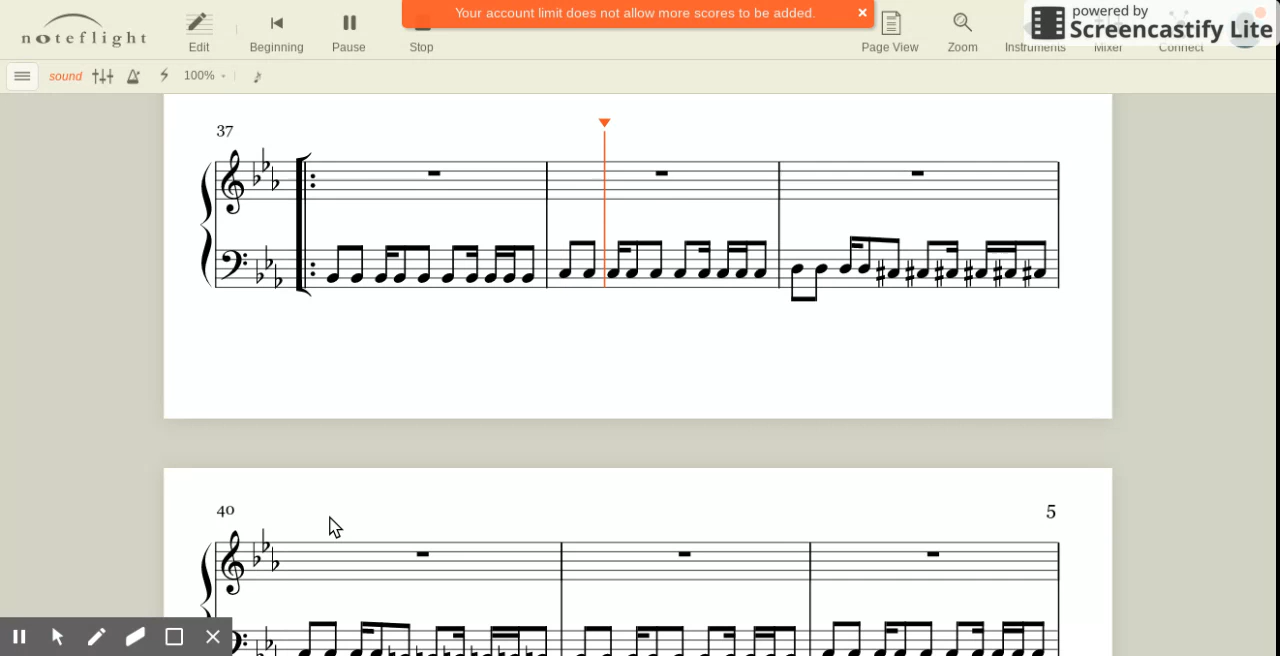 Your account limit does not allow more scores to be added. ×
powered by
Screencastify Lite
noteflight
Edit
Beginning
Pause
Stop
Page View
Zoom
Instruments
Mixer
Connect
sound
100%
37
40
5